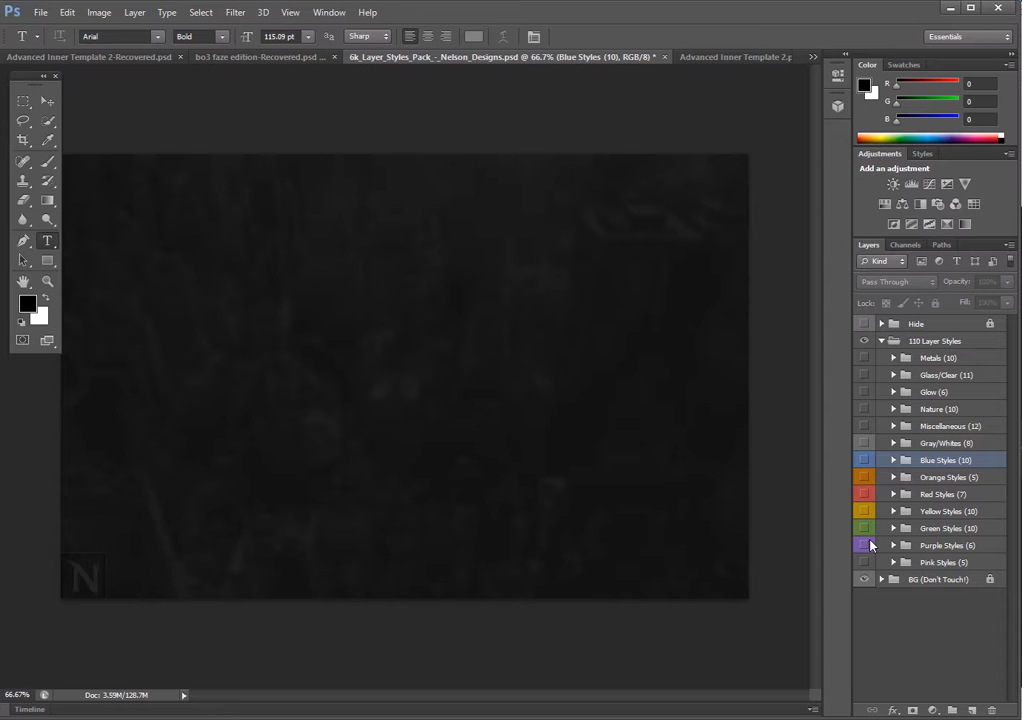 Ps File Edit Image Layer Type Select Filter 3D View Window Help
T Arial Bold 115.09 pt Sharp Essentials
Advanced Inner Template 2-Recovered.psd × bo3 faze edition-Recovered.psd ... × 6k_Layer_Styles_Pack_-_Nelson_Designs.psd @ 66.7% (Blue Styles (10), RGB/8) * × Advanced Inner Template 2.p
Color Swatches
R 0
G 0
B 0
Adjustments Styles
Add an adjustment
Layers Channels Paths
Kind
Pass Through Opacity: 100%
Lock: Fill: 100%
Hide
110 Layer Styles
Metals (10)
Glass/Clear (11)
Glow (6)
Nature (10)
Miscellaneous (12)
Gray/Whites (8)
Blue Styles (10)
Orange Styles (5)
Red Styles (7)
Yellow Styles (10)
Green Styles (10)
Purple Styles (6)
Pink Styles (5)
BG (Don't Touch!)
N
66.67% Doc: 3.59M/128.7M
Timeline